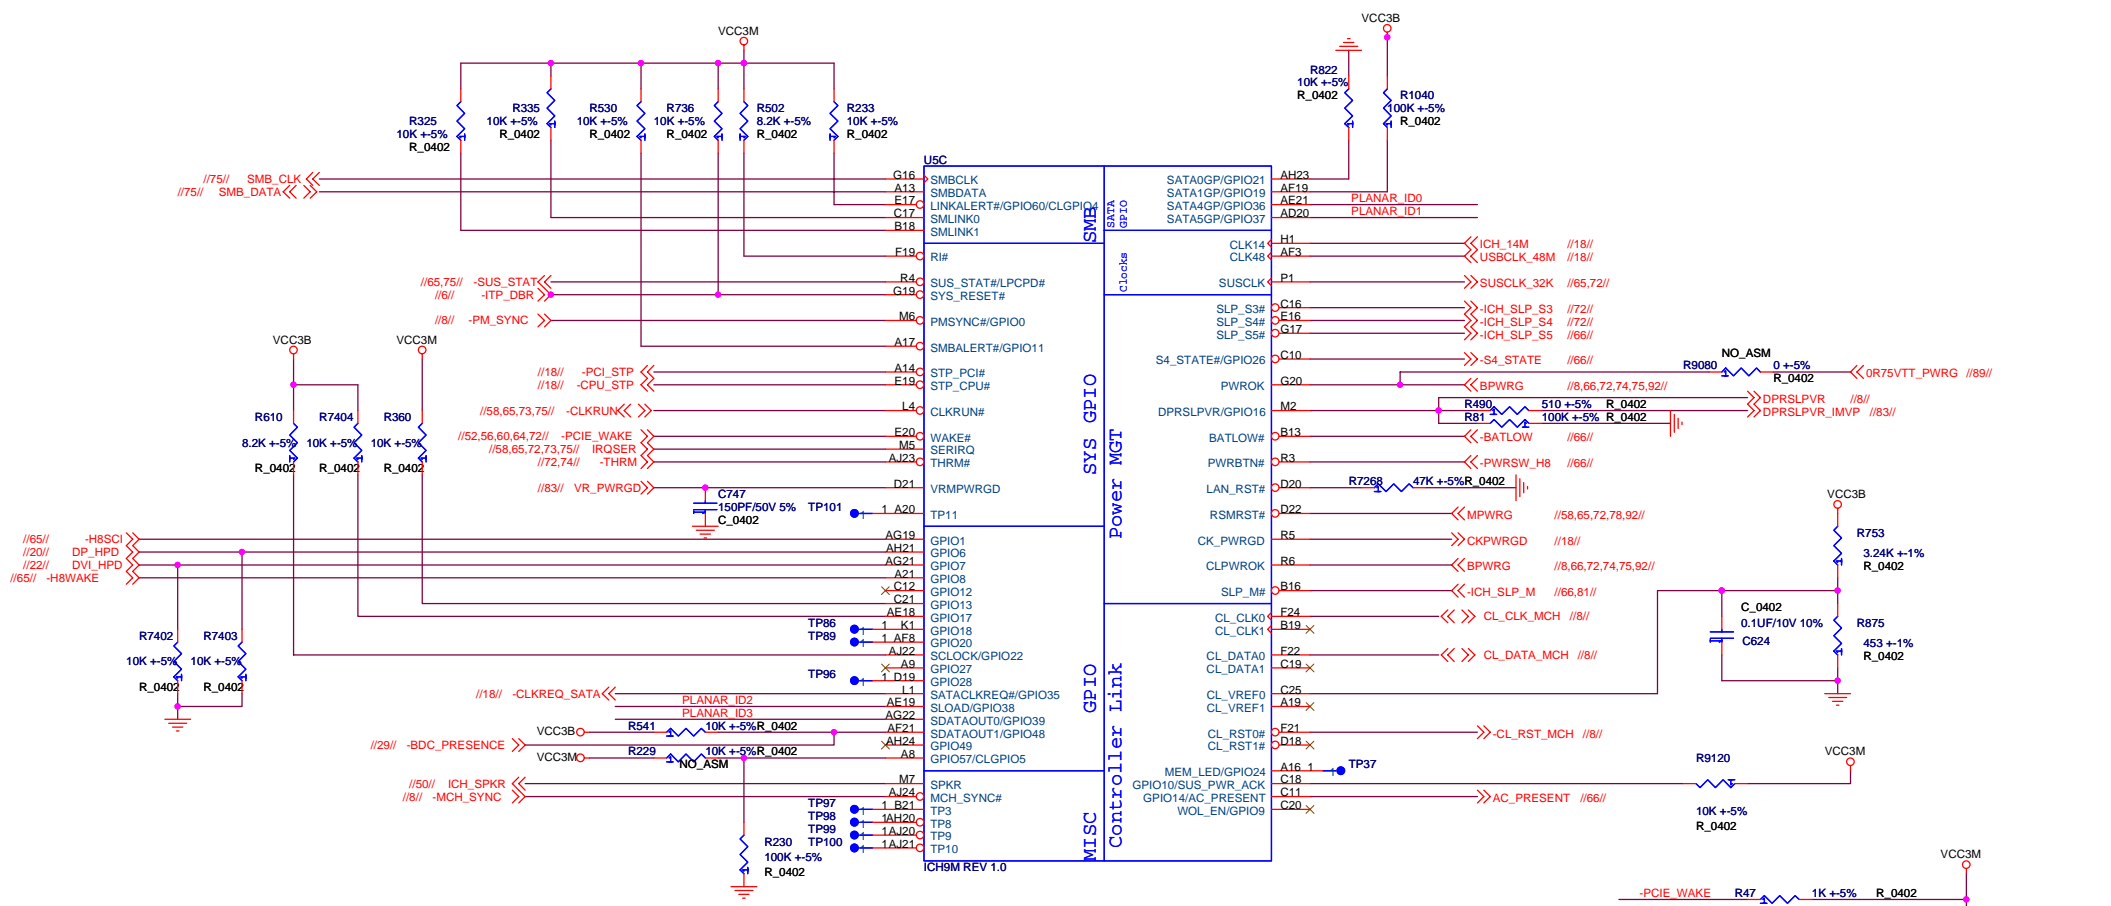 VCC3M
VCC3B
R325
10K +-5%
R_0402
R335
10K +-5%
R_0402
R530
10K +-5%
R_0402
R736
10K +-5%
R_0402
R502
8.2K +-5%
R_0402
R233
10K +-5%
R_0402
R822
10K +-5%
R_0402
R1040
100K +-5%
R_0402
U5C
//75// SMB_CLK
G16
SMBCLK
//75// SMB_DATA
A13
SMBDATA
E17
LINKALERT#/GPIO60/CLGPIO4
C17
SMLINK0
B18
SMLINK1
SMB
F19
RI#
//65,75// -SUS_STAT
R4
SUS_STAT#/LPCPD#
//6// -ITP_DBR
G19
SYS_RESET#
//8// -PM_SYNC
M6
PMSYNC#/GPIO0
A17
SMBALERT#/GPIO11
//18// -PCI_STP
A14
STP_PCI#
//18// -CPU_STP
E19
STP_CPU#
//58,65,73,75// -CLKRUN
L4
CLKRUN#
//52,56,60,64,72// -PCIE_WAKE
E20
WAKE#
//58,65,72,73,75// IRQSER
M5
SERIRQ
//72,74// -THRM
AJ23
THRM#
//83// VR_PWRGD
D21
VRMPWRGD
C747
150PF/50V 5%
C_0402
TP101
1
1 A20
TP11
SYS GPIO
VCC3B
VCC3M
R610
8.2K +-5%
R_0402
R7404
10K +-5%
R_0402
R360
10K +-5%
R_0402
//65// -H8SCI
AG19
GPIO1
//20// DP_HPD
AH21
GPIO6
//22// DVI_HPD
AG21
GPIO7
//65// -H8WAKE
A21
GPIO8
C12
GPIO12
C21
GPIO13
AE18
GPIO17
TP86
1
1 K1
GPIO18
TP89
1
1 AF8
GPIO20
AJ22
SCLOCK/GPIO22
A9
GPIO27
TP96
1
1 D19
GPIO28
//18// -CLKREQ_SATA
L1
SATACLKREQ#/GPIO35
PLANAR_ID2
AE19
SLOAD/GPIO38
PLANAR_ID3
AG22
SDATAOUT0/GPIO39
VCC3B
R541
10K +-5%
R_0402
AF21
SDATAOUT1/GPIO48
//29// -BDC_PRESENCE
AH24
GPIO49
VCC3M
R229
10K +-5%
R_0402
NO_ASM
A8
GPIO57/CLGPIO5
GPIO
R7402
10K +-5%
R_0402
R7403
10K +-5%
R_0402
//50// ICH_SPKR
M7
SPKR
//8// -MCH_SYNC
AJ24
MCH_SYNC#
TP97
1
1 B21
TP3
TP98
1
1AH20
TP8
TP99
1
1AJ20
TP9
TP100
1
1AJ21
TP10
MISC
R230
100K +-5%
R_0402
ICH9M REV 1.0
SATA
GPIO
SATA0GP/GPIO21
AH23
SATA1GP/GPIO19
AF19
SATA4GP/GPIO36
AE21
PLANAR_ID0
SATA5GP/GPIO37
AD20
PLANAR_ID1
Clocks
CLK14
H1
ICH_14M //18//
CLK48
AF3
USBCLK_48M //18//
SUSCLK
P1
SUSCLK_32K //65,72//
Power MGT
SLP_S3#
C16
-ICH_SLP_S3 //72//
SLP_S4#
E16
-ICH_SLP_S4 //72//
SLP_S5#
G17
-ICH_SLP_S5 //66//
S4_STATE#/GPIO26
C10
-S4_STATE //66//
R9080
NO_ASM
0 +-5%
R_0402
0R75VTT_PWRG //89//
PWROK
G20
BPWRG //8,66,72,74,75,92//
DPRSLPVR/GPIO16
M2
R490
510 +-5%
R_0402
DPRSLPVR //8//
DPRSLPVR_IMVP //83//
R81
100K +-5%
R_0402
BATLOW#
B13
-BATLOW //66//
PWRBTN#
R3
-PWRSW_H8 //66//
LAN_RST#
D20
R7268
47K +-5%
R_0402
RSMRST#
D22
MPWRG //58,65,72,78,92//
CK_PWRGD
R5
CKPWRGD //18//
CLPWROK
R6
BPWRG //8,66,72,74,75,92//
SLP_M#
B16
-ICH_SLP_M //66,81//
Controller Link
CL_CLK0
F24
CL_CLK_MCH //8//
CL_CLK1
B19
CL_DATA0
F22
CL_DATA_MCH //8//
CL_DATA1
C19
CL_VREF0
C25
CL_VREF1
A19
CL_RST0#
F21
-CL_RST_MCH //8//
CL_RST1#
D18
MEM_LED/GPIO24
A16 1
1
TP37
GPIO10/SUS_PWR_ACK
C18
GPIO14/AC_PRESENT
C11
AC_PRESENT //66//
WOL_EN/GPIO9
C20
VCC3B
R753
3.24K +-1%
R_0402
C_0402
0.1UF/10V 10%
C624
R875
453 +-1%
R_0402
VCC3M
R9120
10K +-5%
R_0402
VCC3M
-PCIE_WAKE
R47
1K +-5%
R_0402